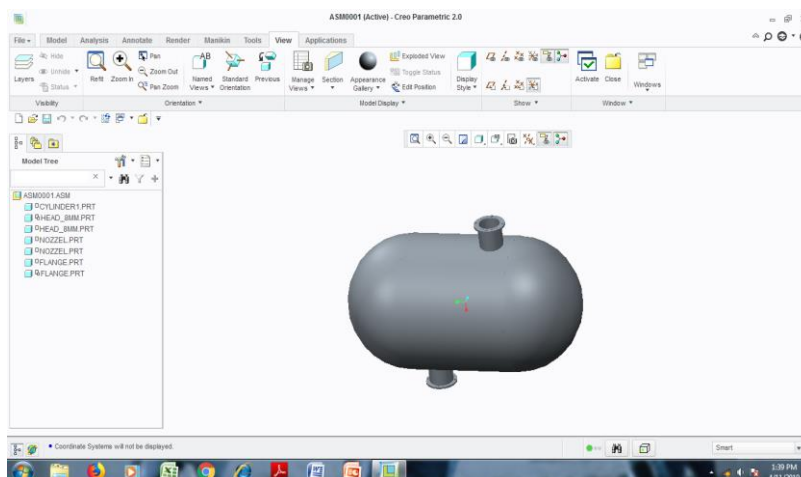 ASM0001 (Active) - Creo Parametric 2.0
File Model Analysis Annotate Render Manikin Tools View Applications
Layers
Hide
Unhide
Status
Visibility
Refit Zoom In
Pan
Zoom Out
Pan Zoom
Named Views
Standard Orientation
Previous
Orientation
Manage Views
Section
Appearance Gallery
Exploded View
Toggle Status
Edit Position
Display Style
Model Display
Show
Activate Close
Windows
Window
Model Tree
ASM0001.ASM
CYLINDER1.PRT
HEAD_8MM.PRT
HEAD_8MM.PRT
NOZZEL.PRT
NOZZEL.PRT
FLANGE.PRT
FLANGE.PRT
Coordinate Systems will not be displayed.
Smart
1:39 PM